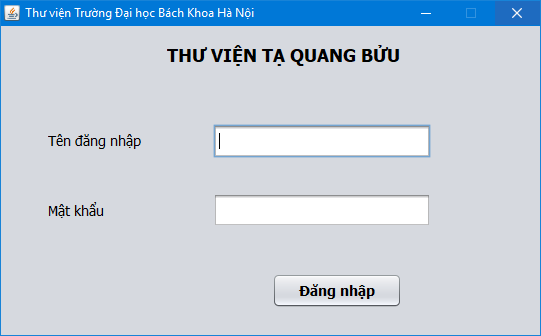 Thư viện Trường Đại học Bách Khoa Hà Nội
THƯ VIỆN TẠ QUANG BỬU
Tên đăng nhập
Mật khẩu
Đăng nhập